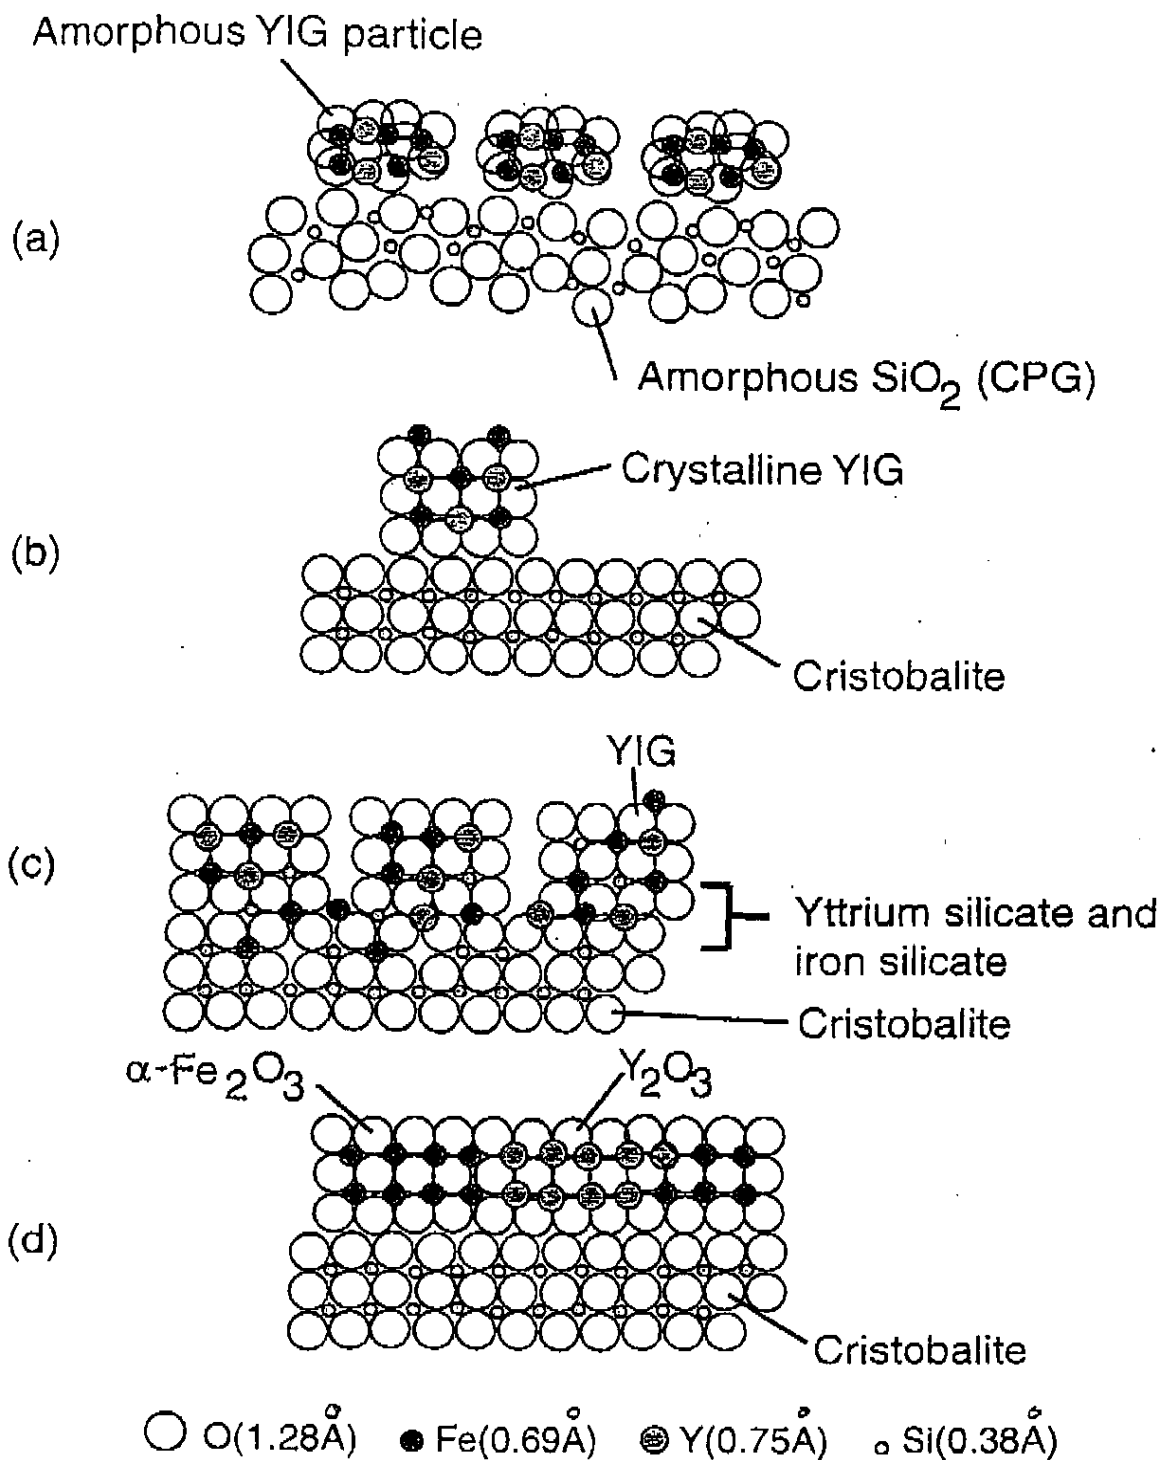 Amorphous YIG particle
(a)
Amorphous SiO2 (CPG)
Crystalline YIG
(b)
Cristobalite
YIG
(c)
Yttrium silicate and
iron silicate
Cristobalite
α-Fe2O3
Y2O3
(d)
Cristobalite
O(1.28Å) Fe(0.69Å) Y(0.75Å) Si(0.38Å)